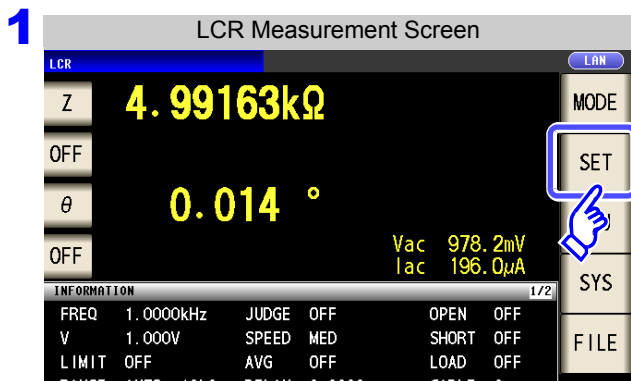 1
LCR Measurement Screen
LCR
LAN
Z 4.99163kΩ
MODE
OFF
SET
θ 0.014 °
OFF
Vac 978.2mV
Iac 196.0μA
SYS
INFORMATION 1/2
FREQ 1.0000kHz JUDGE OFF OPEN OFF
V 1.000V SPEED MED SHORT OFF
FILE
LIMIT OFF AVG OFF LOAD OFF